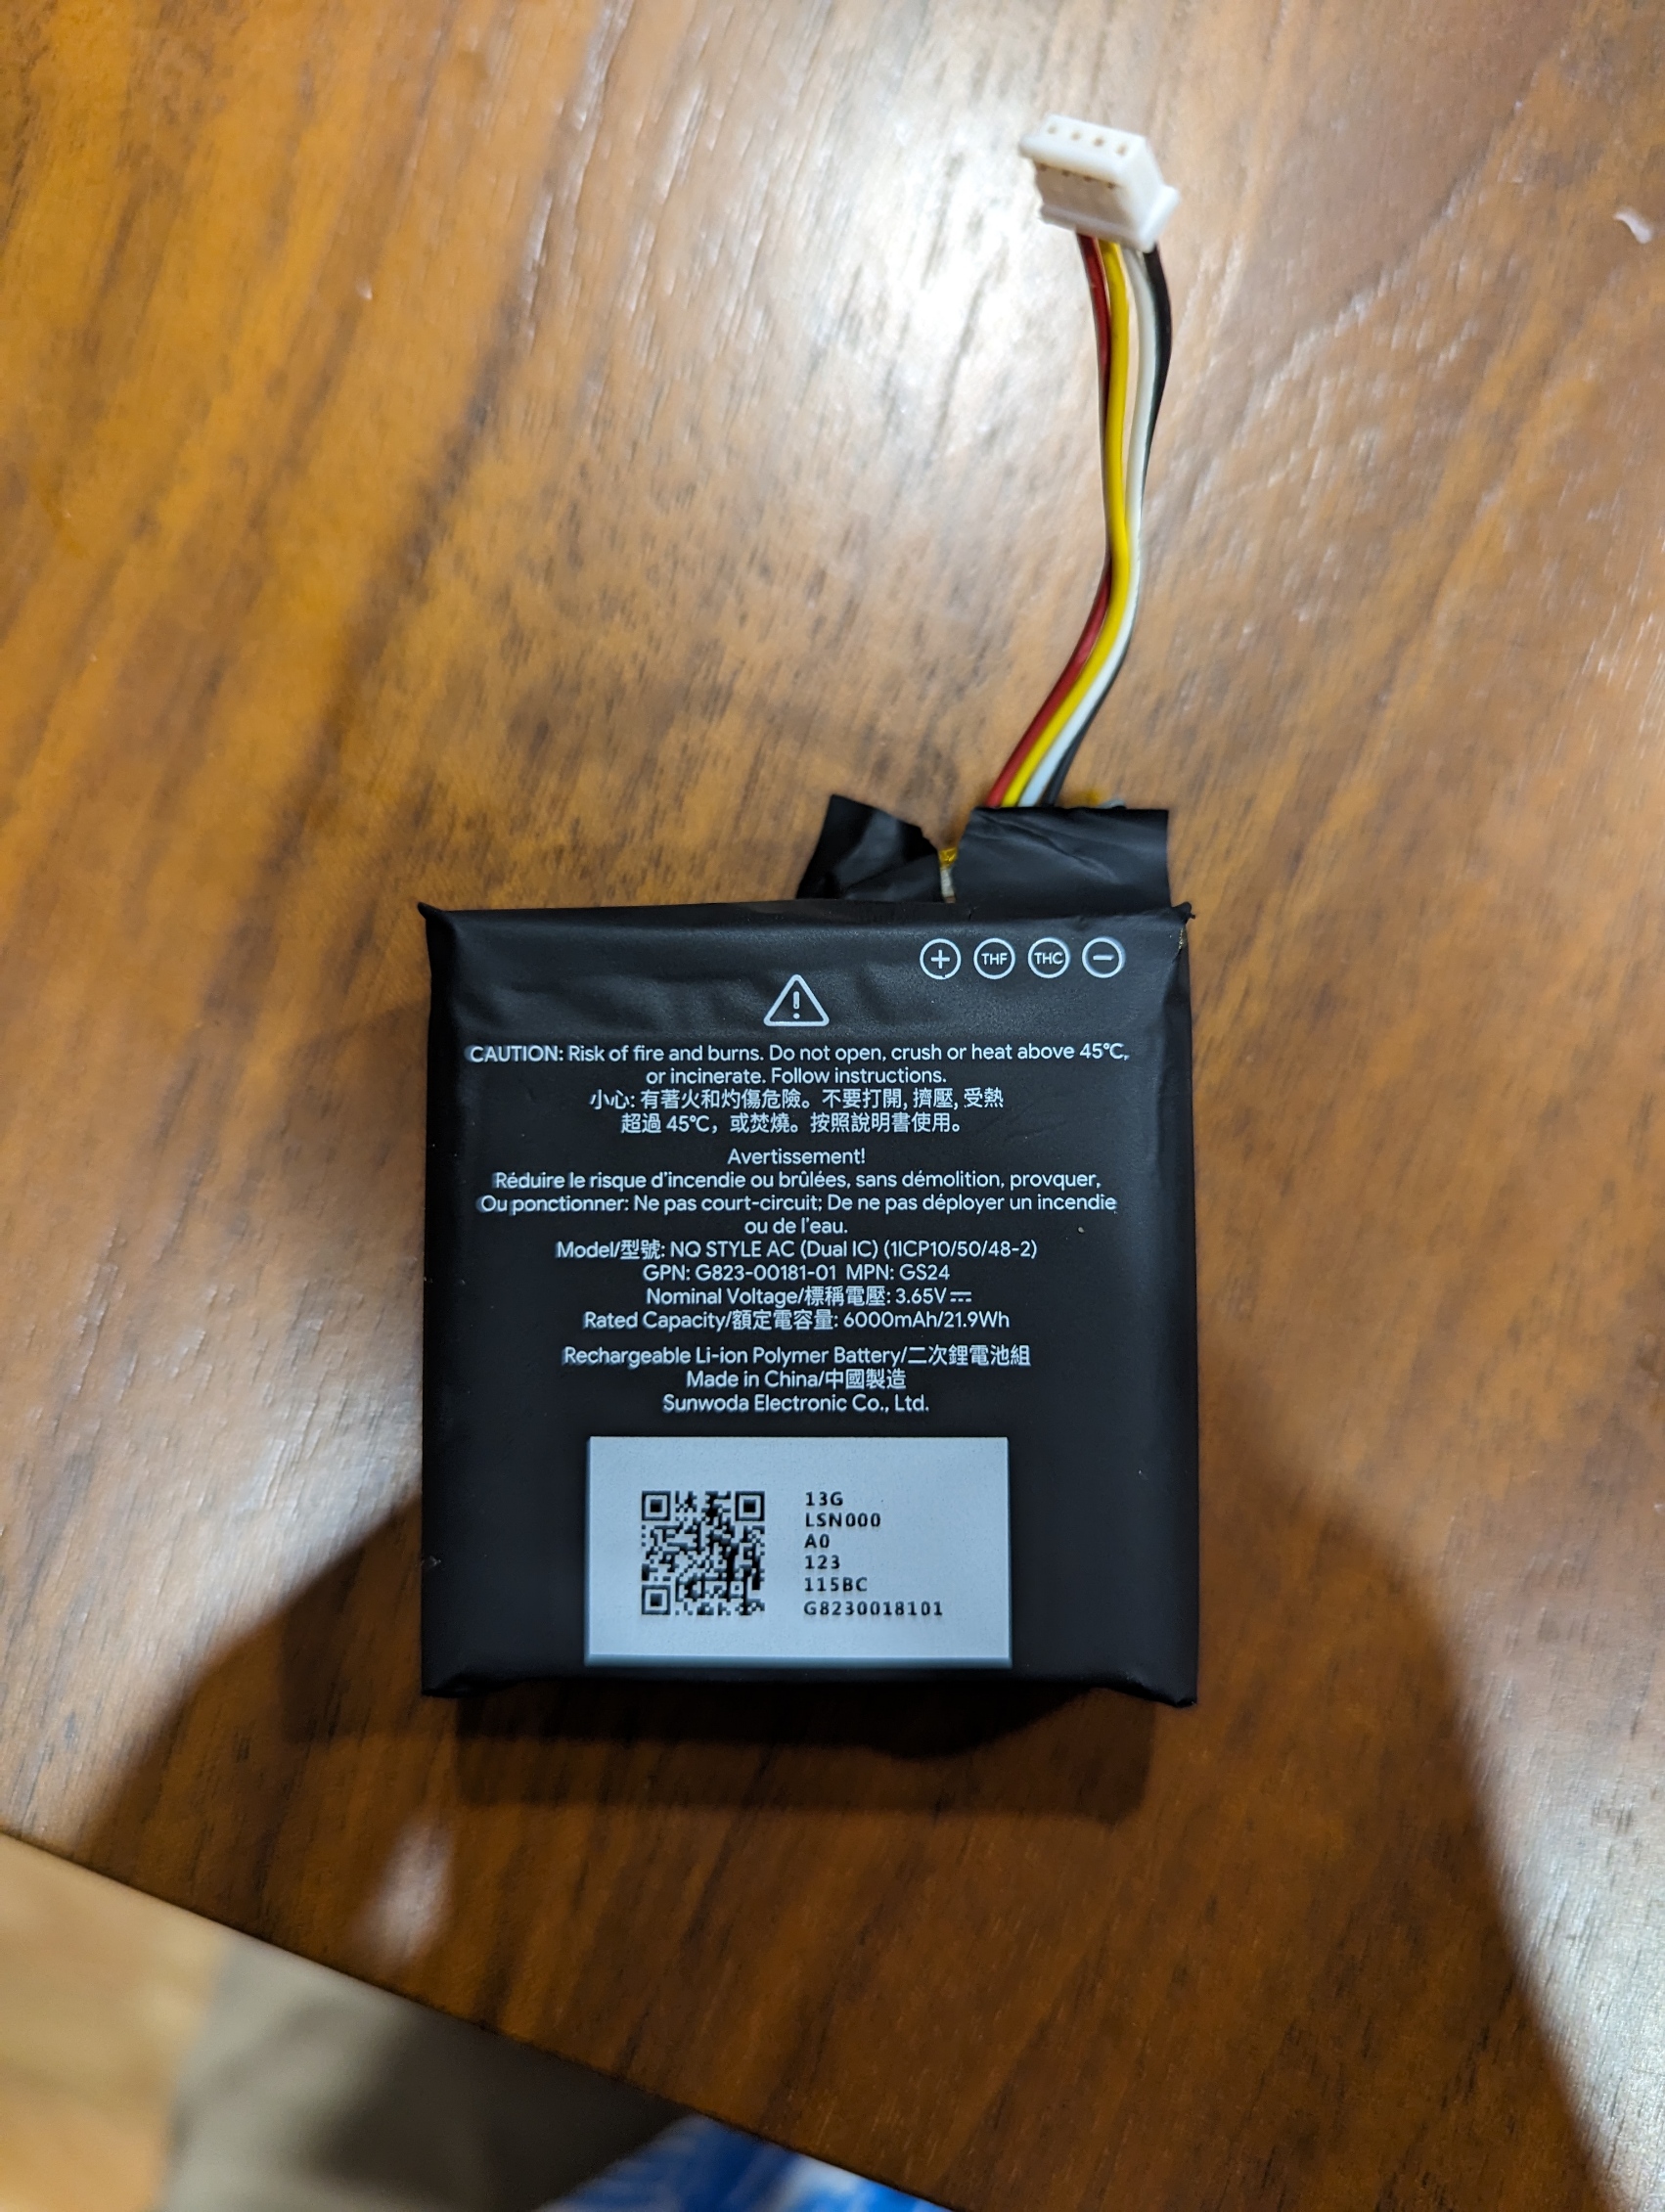 + THF THC −
!
CAUTION: Risk of fire and burns. Do not open, crush or heat above 45°C,
or incinerate. Follow instructions.
小心: 有著火和灼傷危險。不要打開, 擠壓, 受熱
超過 45°C，或焚燒。按照說明書使用。
Avertissement!
Réduire le risque d'incendie ou brûlées, sans démolition, provquer,
Ou ponctionner: Ne pas court-circuit; De ne pas déployer un incendie
ou de l'eau.
Model/型號: NQ STYLE AC (Dual IC) (1ICP10/50/48-2)
GPN: G823-00181-01 MPN: GS24
Nominal Voltage/標稱電壓: 3.65V⎓
Rated Capacity/額定電容量: 6000mAh/21.9Wh
Rechargeable Li-ion Polymer Battery/二次鋰電池組
Made in China/中國製造
Sunwoda Electronic Co., Ltd.
13G
LSN000
A0
123
115BC
G8230018101